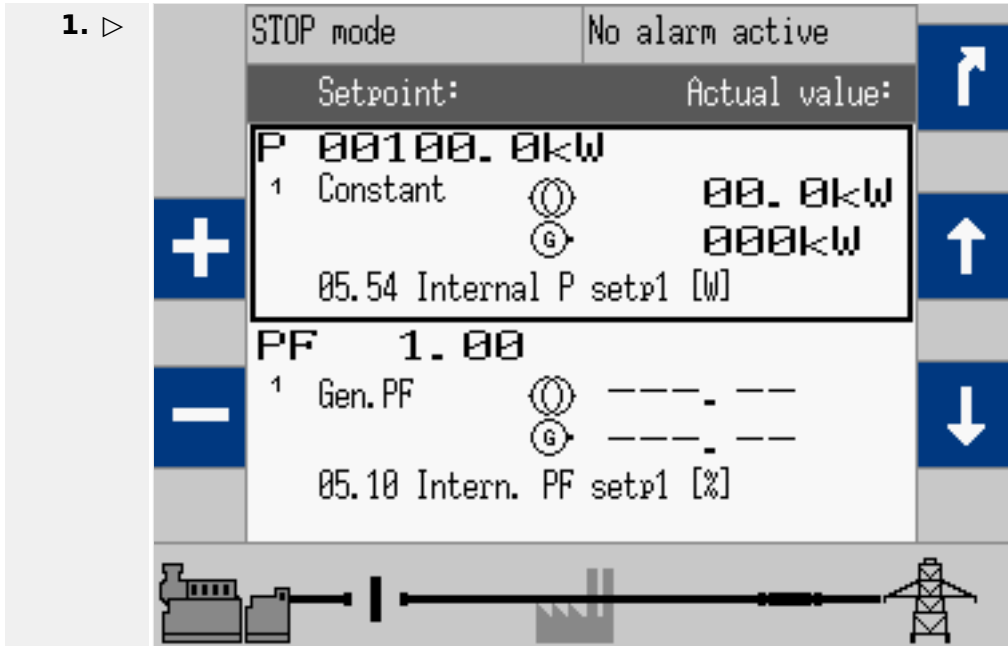 1. ▷
STOP mode No alarm active
Setpoint: Actual value:
P 00100.0kW
1 Constant 00.0kW
G 000kW
05.54 Internal P setp1 [W]
PF 1.00
1 Gen.PF ---.--
G ---.--
05.10 Intern. PF setp1 [%]